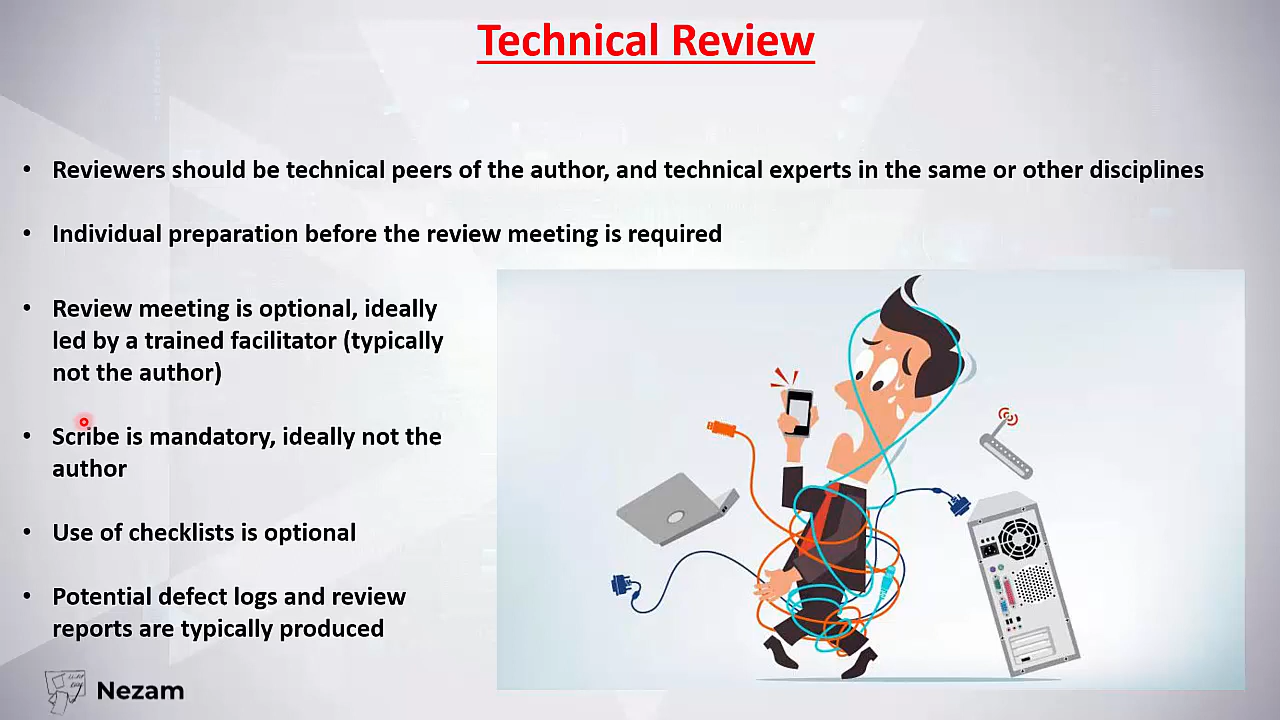 Technical Review
• Reviewers should be technical peers of the author, and technical experts in the same or other disciplines
• Individual preparation before the review meeting is required
• Review meeting is optional, ideally
led by a trained facilitator (typically
not the author)
• Scribe is mandatory, ideally not the
author
• Use of checklists is optional
• Potential defect logs and review
reports are typically produced
Nezam